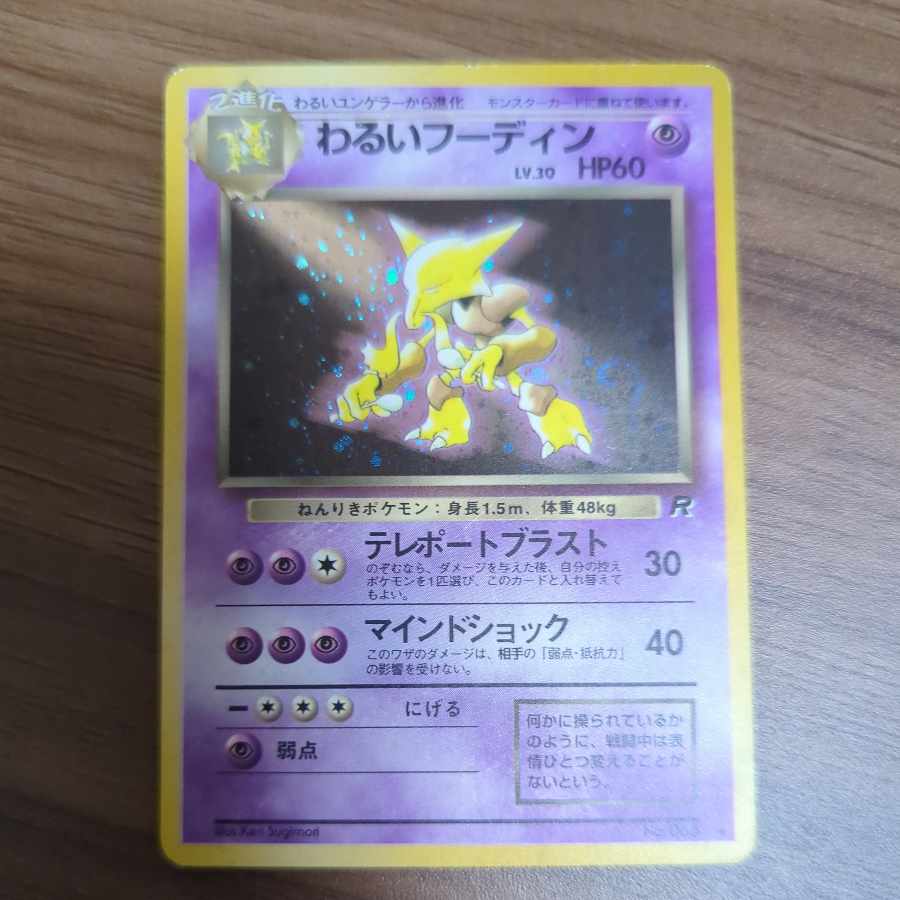 2進化 わるいユンゲラーから進化 モンスターカードに重ねて使います。
わるいフーディン
LV.30 HP60
ねんりきポケモン：身長1.5m、体重48kg R
テレポートブラスト 30
のぞむなら、ダメージを与えた後、自分の控え
ポケモンを1匹選び、このカードと入れ替えて
もよい。
マインドショック 40
このワザのダメージは、相手の「弱点・抵抗力」
の影響を受けない。
にげる
弱点
何かに操られているか
のように、戦闘中は表
情ひとつ変えることが
ないという。
Illus. Ken Sugimori No.065